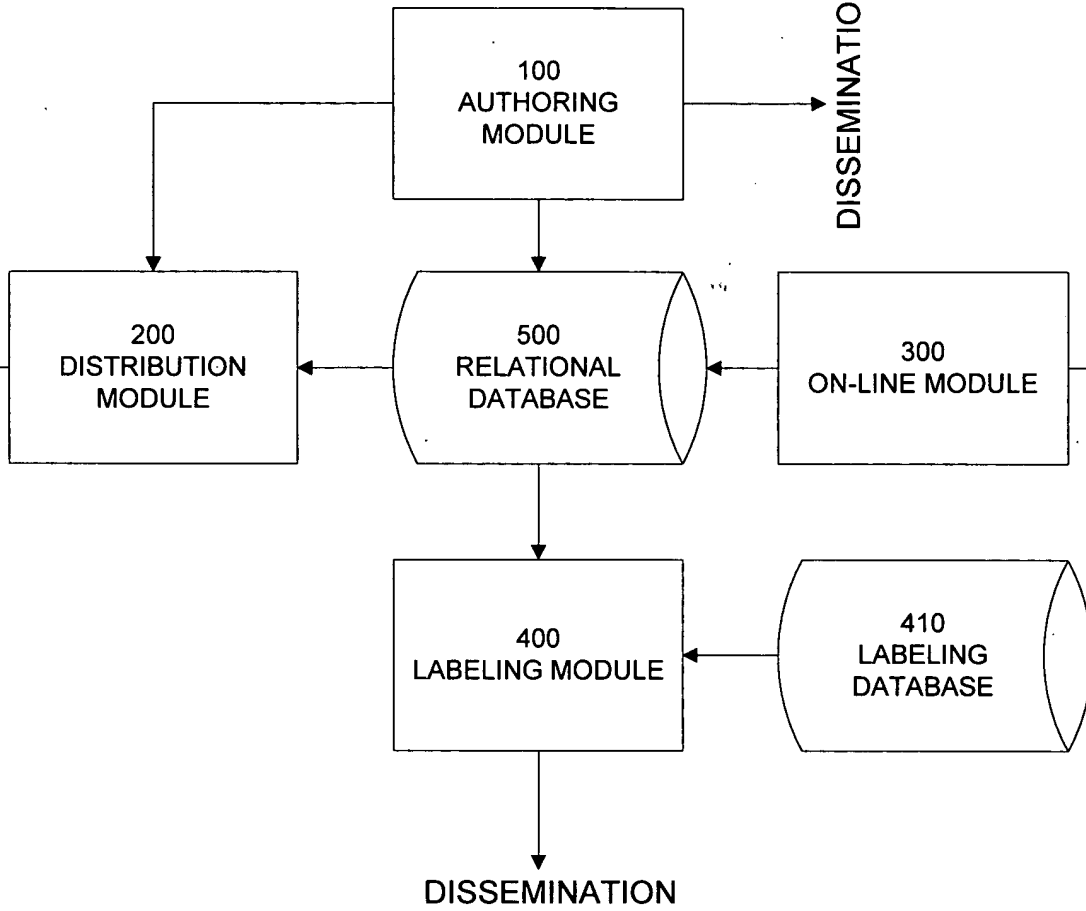 100
AUTHORING
MODULE
DISSEMINATIO
200
DISTRIBUTION
MODULE
500
RELATIONAL
DATABASE
300
ON-LINE MODULE
400
LABELING MODULE
410
LABELING
DATABASE
DISSEMINATION